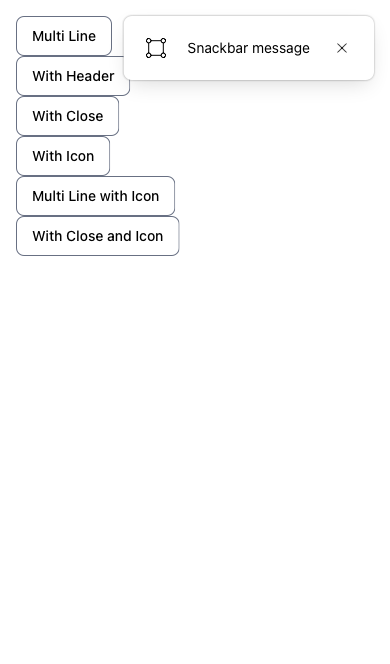 Multi Line
Snackbar message
With Header
With Close
With Icon
Multi Line with Icon
With Close and Icon